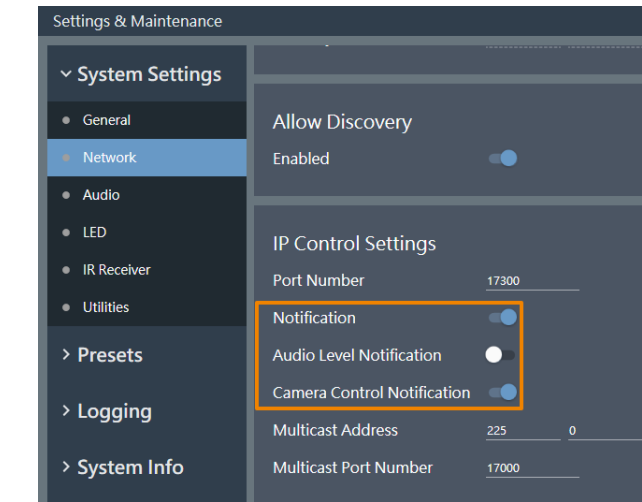 Settings & Maintenance
System Settings
General
Network
Audio
LED
IR Receiver
Utilities
Presets
Logging
System Info
Allow Discovery
Enabled
IP Control Settings
Port Number 17300
Notification
Audio Level Notification
Camera Control Notification
Multicast Address 225 0
Multicast Port Number 17000